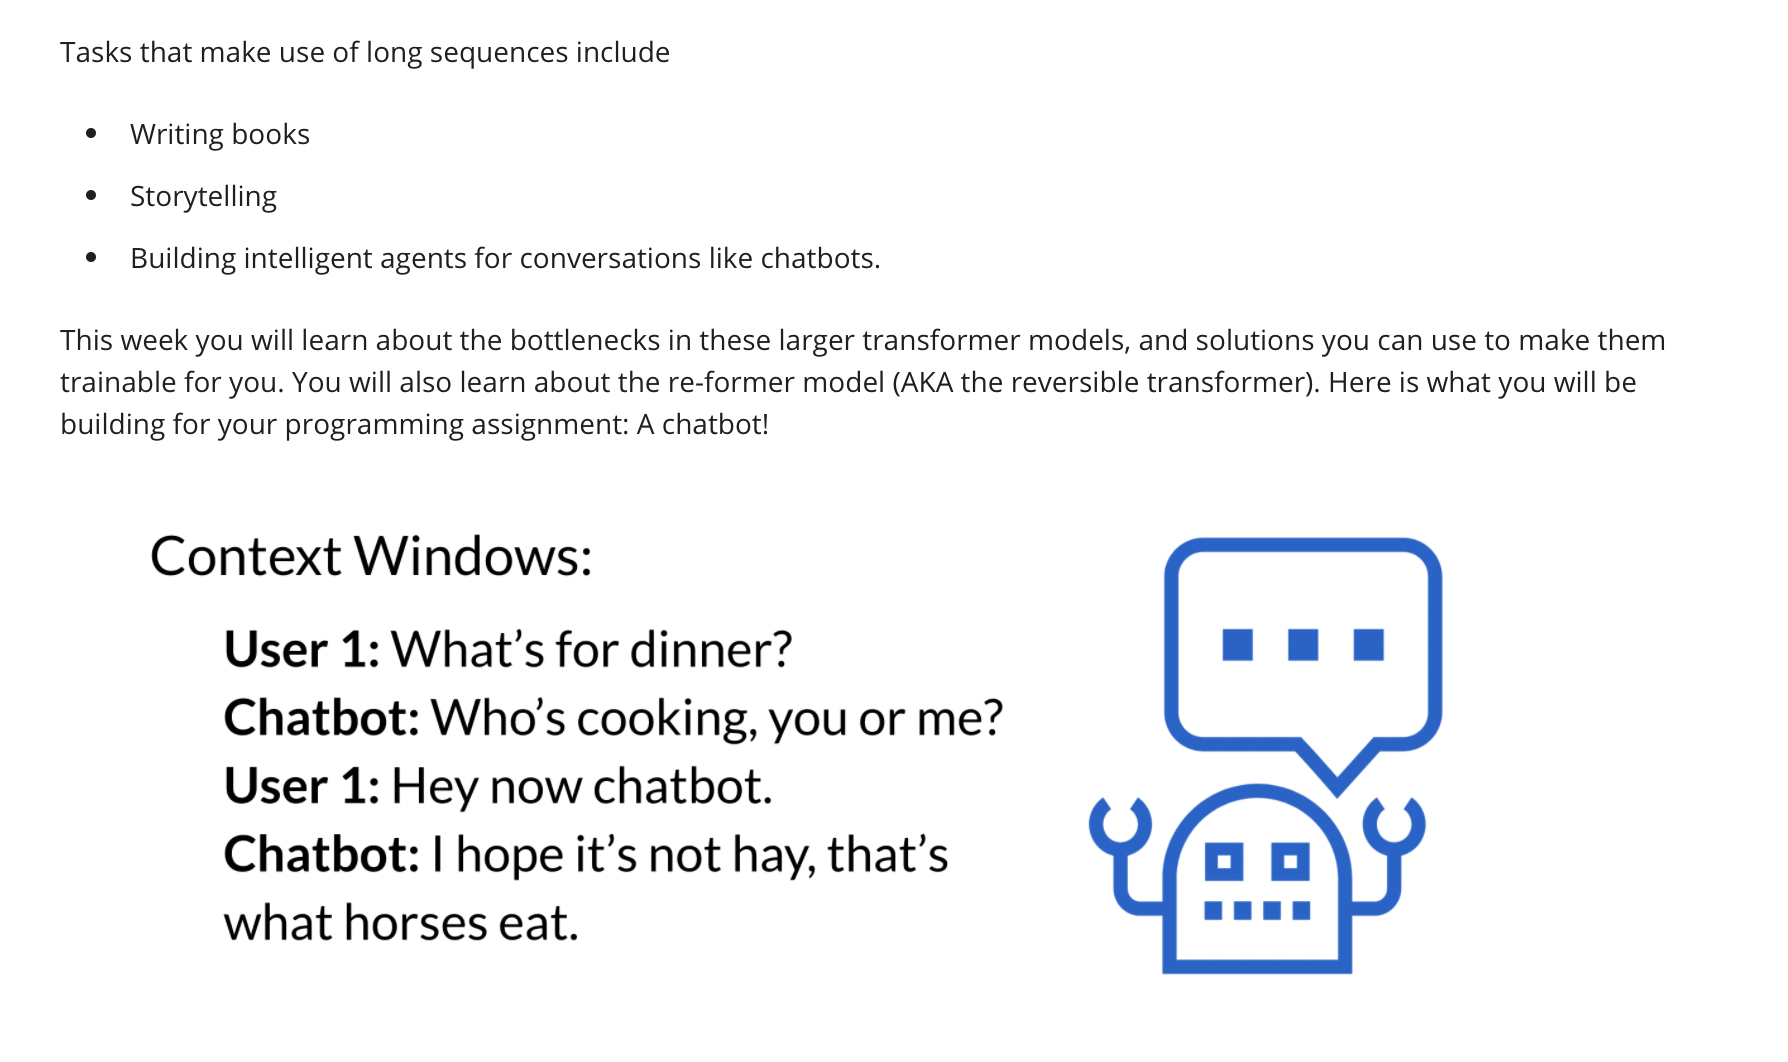 Tasks that make use of long sequences include
• Writing books
• Storytelling
• Building intelligent agents for conversations like chatbots.
This week you will learn about the bottlenecks in these larger transformer models, and solutions you can use to make them
trainable for you. You will also learn about the re-former model (AKA the reversible transformer). Here is what you will be
building for your programming assignment: A chatbot!
Context Windows:
User 1: What’s for dinner?
Chatbot: Who’s cooking, you or me?
User 1: Hey now chatbot.
Chatbot: I hope it’s not hay, that’s
what horses eat.